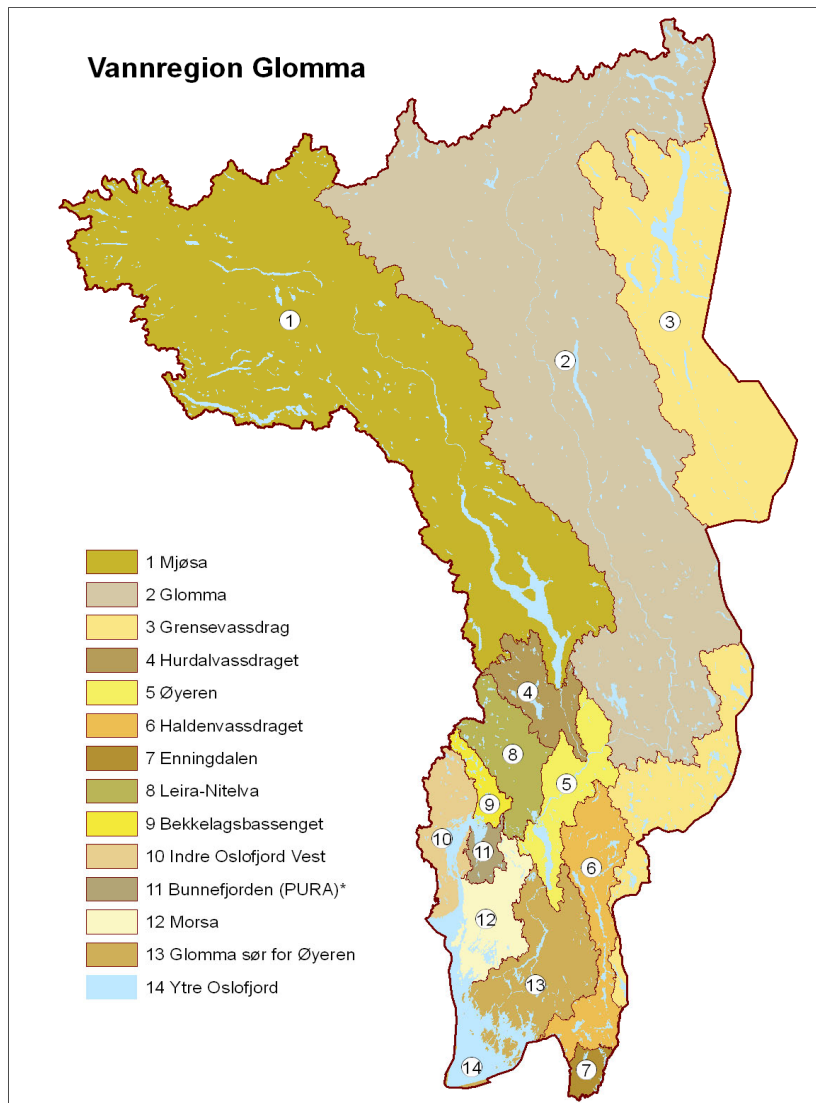 Vannregion Glomma
1
2
3
4
5
6
7
8
9
10
11
12
13
14
1 Mjøsa
2 Glomma
3 Grensevassdrag
4 Hurdalvassdraget
5 Øyeren
6 Haldenvassdraget
7 Enningdalen
8 Leira-Nitelva
9 Bekkelagsbassenget
10 Indre Oslofjord Vest
11 Bunnefjorden (PURA)*
12 Morsa
13 Glomma sør for Øyeren
14 Ytre Oslofjord